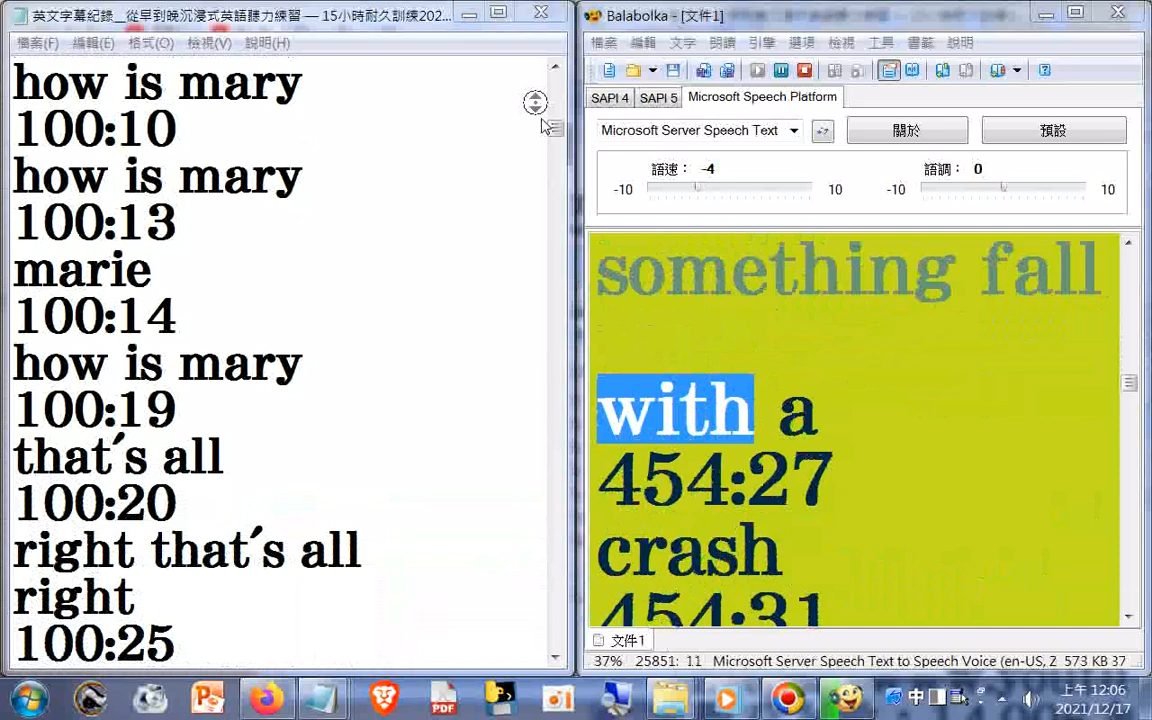 英文字幕紀錄__從早到晚沉浸式英語聽力練習 — 15小時耐久訓練202...
檔案(F) 編輯(E) 格式(O) 檢視(V) 說明(H)
how is mary
100:10
how is mary
100:13
marie
100:14
how is mary
100:19
that's all
100:20
right that's all
right
100:25
Balabolka - [文件1]
檔案 編輯 文字 朗讀 引擎 選項 檢視 工具 書籤 說明
SAPI 4 SAPI 5 Microsoft Speech Platform
Microsoft Server Speech Text 關於 預設
語速： -4 語調： 0
-10 10 -10 10
something fall
with a
454:27
crash
454:31
文件1
37% 25851: 11 Microsoft Server Speech Text to Speech Voice (en-US, 2 573 KB 37
PDF
中
上午 12:06
2021/12/17